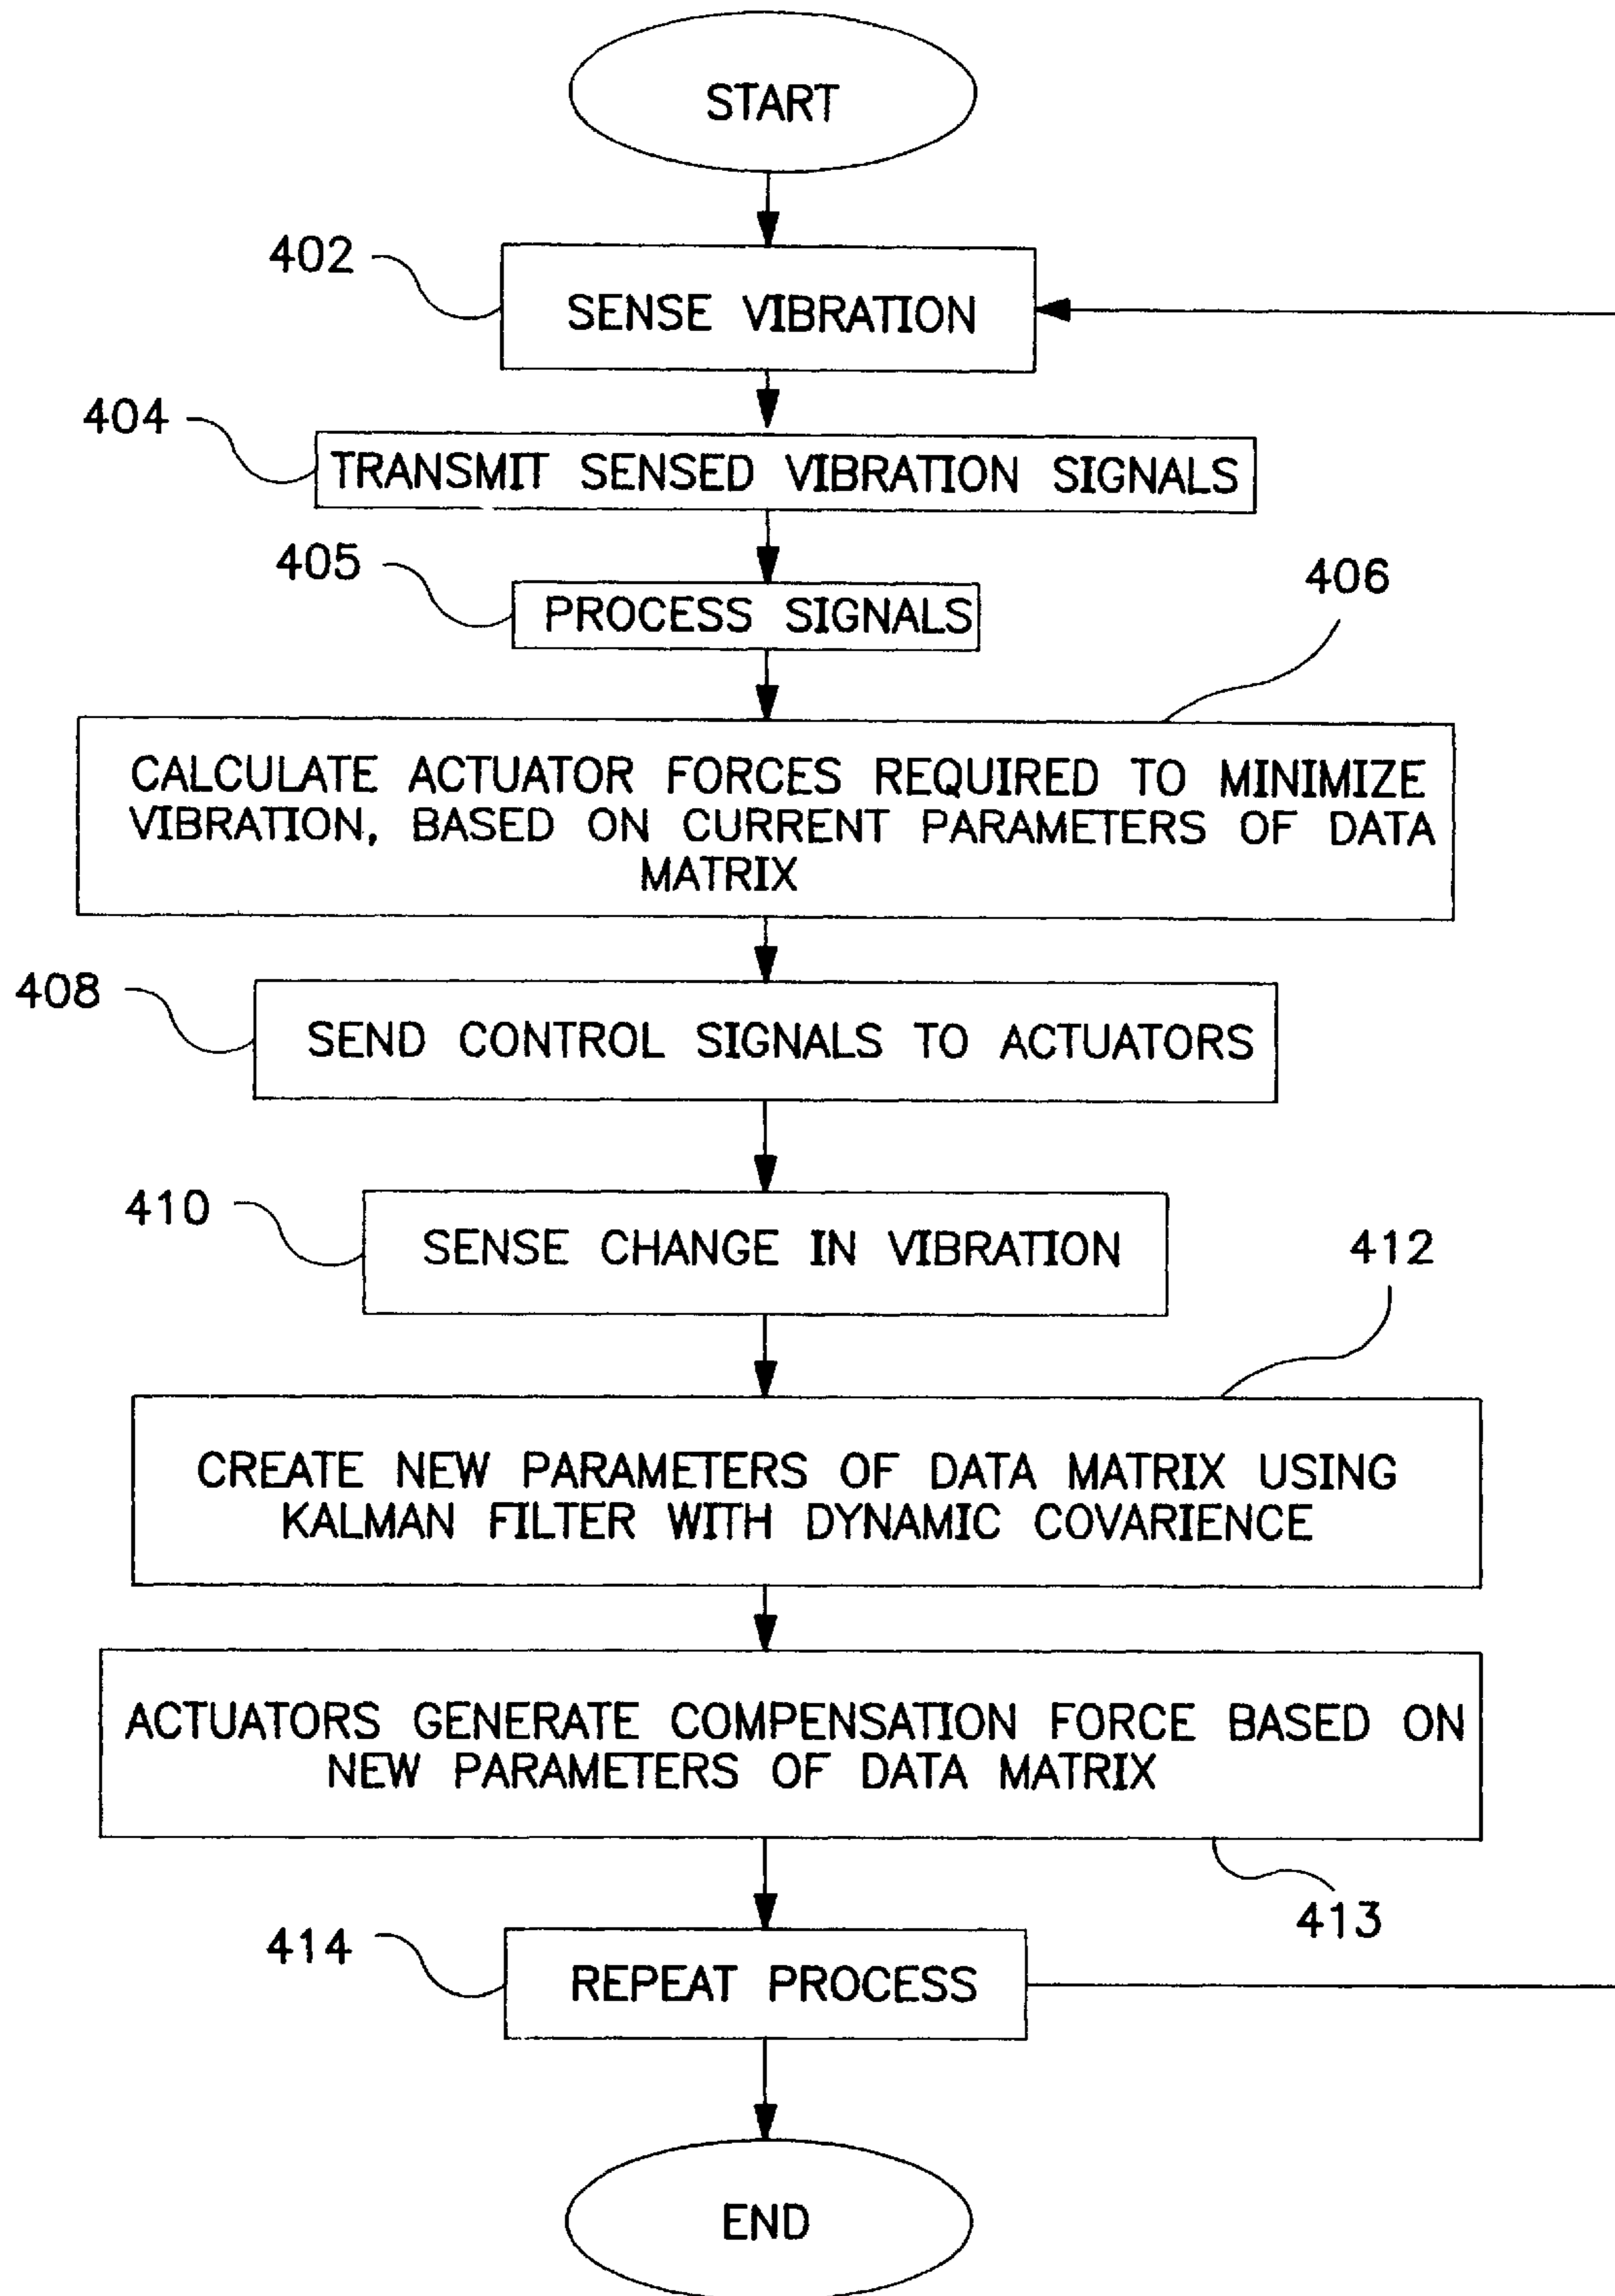 START
402
SENSE VIBRATION
404
TRANSMIT SENSED VIBRATION SIGNALS
405
PROCESS SIGNALS
406
CALCULATE ACTUATOR FORCES REQUIRED TO MINIMIZE
VIBRATION, BASED ON CURRENT PARAMETERS OF DATA
MATRIX
408
SEND CONTROL SIGNALS TO ACTUATORS
410
SENSE CHANGE IN VIBRATION
412
CREATE NEW PARAMETERS OF DATA MATRIX USING
KALMAN FILTER WITH DYNAMIC COVARIENCE
ACTUATORS GENERATE COMPENSATION FORCE BASED ON
NEW PARAMETERS OF DATA MATRIX
413
414
REPEAT PROCESS
END